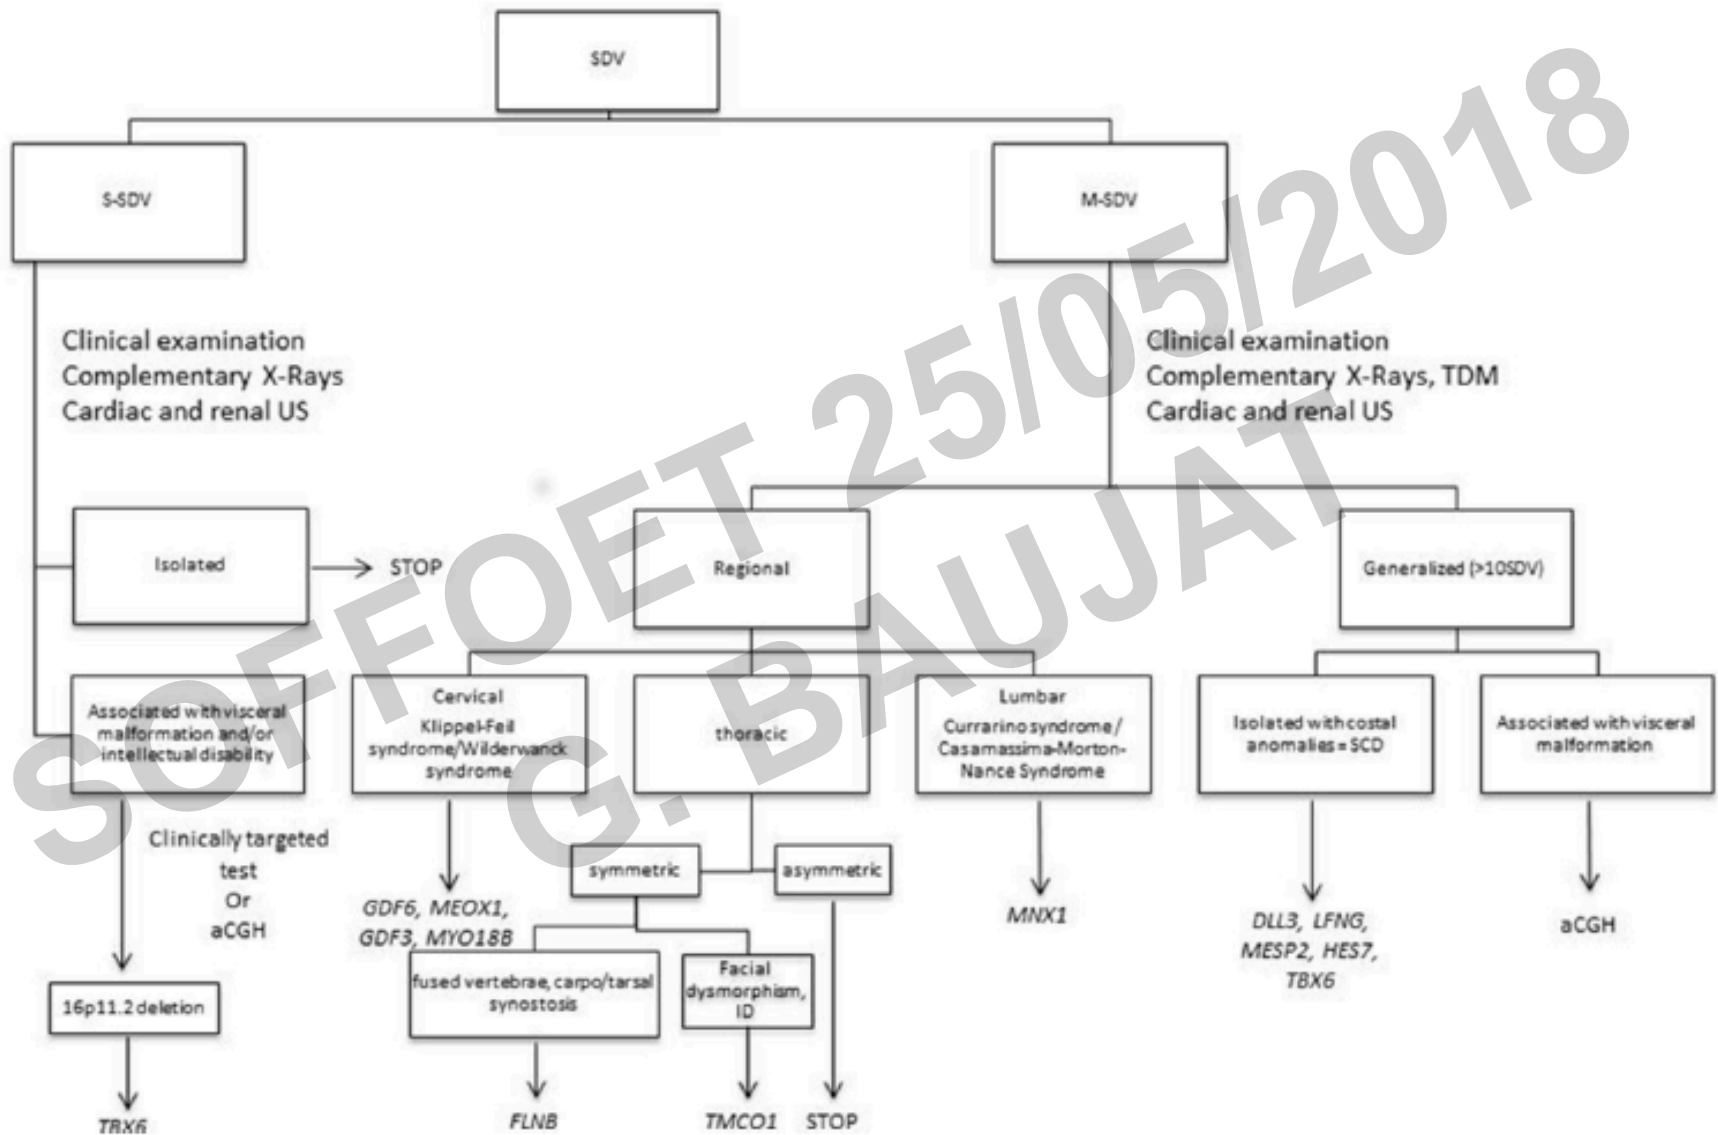 SDV
S-SDV
M-SDV
Clinical examination
Complementary X-Rays
Cardiac and renal US
Clinical examination
Complementary X-Rays, TDM
Cardiac and renal US
Isolated
STOP
Regional
Generalized (>10SDV)
Associated with visceral
malformation and/or
intellectual disability
Cervical
Klippel-Feil
syndrome/Wilderwanck
syndrome
thoracic
Lumbar
Currarino syndrome /
Casamassima-Morton-
Nance Syndrome
Isolated with costal
anomalies = SCD
Associated with visceral
malformation
Clinically targeted
test
Or
aCGH
symmetric
asymmetric
GDF6, MEOX1,
GDF3, MYO18B
MNX1
DLL3, LFNG,
MESP2, HES7,
TBX6
aCGH
fused vertebrae, carpo/tarsal
synostosis
Facial
dysmorphism,
ID
16p11.2 deletion
TBX6
FLNB
TMCO1
STOP
SOFFOET 25/05/2018
G. BAUJAT